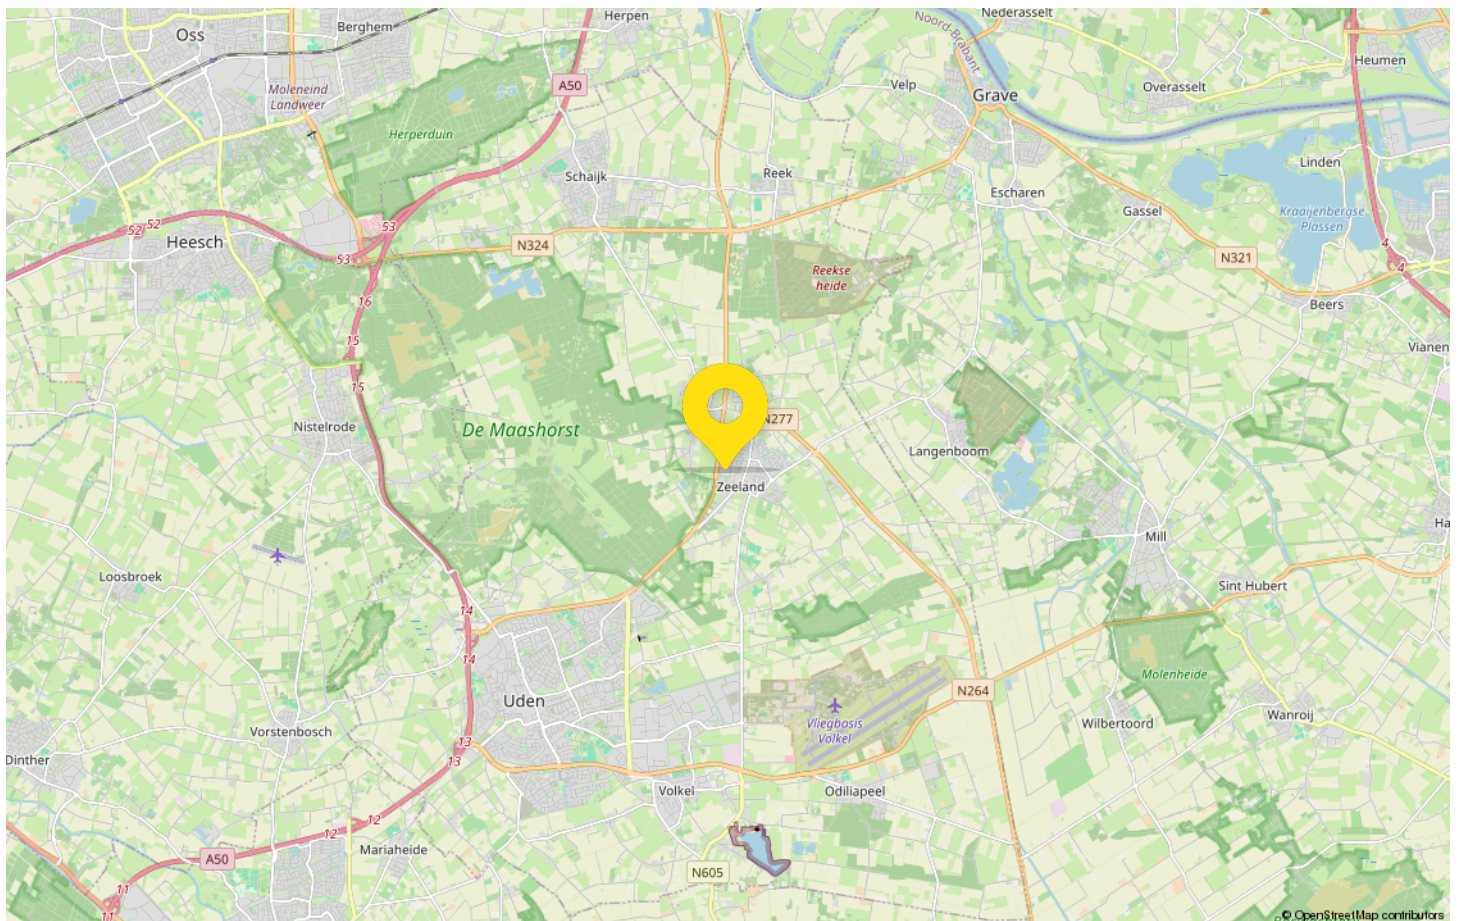 Herpen
Nederasselt
Oss
Berghem
Noord-Brabant
Heumen
A50
Velp
Overasselt
Moleneind
Landweer
Grave
Herperduin
Linden
Schaijk
Reek
Escharen
Gassel
Kraaijenbergse
Plassen
52
52
53
Heesch
N324
4
53
Reekse
heide
N321
4
16
Beers
15
Vianen
15
Nistelrode
De Maashorst
N277
Langenboom
Zeeland
Ha
Mill
Loosbroek
Sint Hubert
14
14
Molenheide
N264
Uden
Vliegbasis
Volkel
Wilbertoord
Wanroij
Vorstenbosch
13
Dinther
13
Volkel
Odiliapeel
12
12
Mariaheide
A50
N605
11
11
© OpenStreetMap contributors